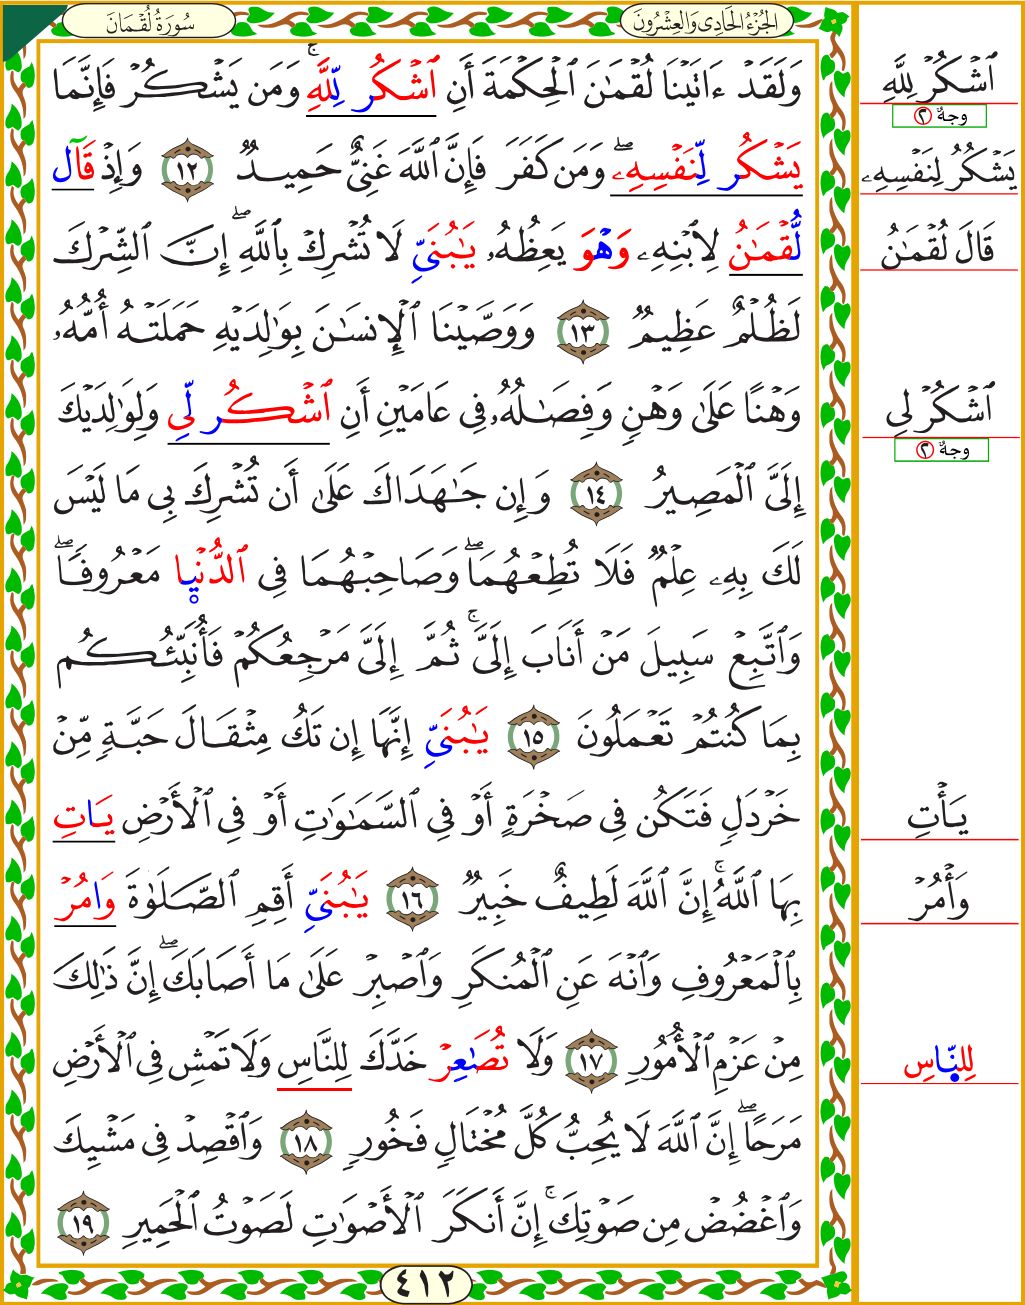 الجُزْءُ الحَادِى وَالعِشْرُونَ
سُورَةُ لُقْمَانَ
وَلَقَدْ ءَاتَيْنَا لُقْمَـٰنَ ٱلْحِكْمَةَ أَنِ ٱشْكُر لِّلَّهِۚ وَمَن يَشْكُرْ فَإِنَّمَا
يَشْكُر لِّنَفْسِهِۦۖ وَمَن كَفَرَ فَإِنَّ ٱللَّهَ غَنِىٌّ حَمِيدٌ ١٢ وَإِذْ قَال
لُّقْمَـٰنُ لِٱبْنِهِۦ وَهْوَ يَعِظُهُۥ يَـٰبُنَىِّ لَا تُشْرِكْ بِٱللَّهِۖ إِنَّ ٱلشِّرْكَ
لَظُلْمٌ عَظِيمٌ ١٣ وَوَصَّيْنَا ٱلْإِنسَـٰنَ بِوَٰلِدَيْهِ حَمَلَتْهُ أُمُّهُۥ
وَهْنًا عَلَىٰ وَهْنٍ وَفِصَـٰلُهُۥ فِى عَامَيْنِ أَنِ ٱشْكُر لِّى وَلِوَٰلِدَيْكَ
إِلَىَّ ٱلْمَصِيرُ ١٤ وَإِن جَـٰهَدَاكَ عَلَىٰ أَن تُشْرِكَ بِى مَا لَيْسَ
لَكَ بِهِۦ عِلْمٌ فَلَا تُطِعْهُمَاۖ وَصَاحِبْهُمَا فِى ٱلدُّنْيا مَعْرُوفًاۖ
وَٱتَّبِعْ سَبِيلَ مَنْ أَنَابَ إِلَىَّۚ ثُمَّ إِلَىَّ مَرْجِعُكُمْ فَأُنَبِّئُكُم
بِمَا كُنتُمْ تَعْمَلُونَ ١٥ يَـٰبُنَىِّ إِنَّهَا إِن تَكُ مِثْقَالَ حَبَّةٍ مِّنْ
خَرْدَلٍ فَتَكُن فِى صَخْرَةٍ أَوْ فِى ٱلسَّمَـٰوَٰتِ أَوْ فِى ٱلْأَرْضِ يَاتِ
بِهَا ٱللَّهُۚ إِنَّ ٱللَّهَ لَطِيفٌ خَبِيرٌ ١٦ يَـٰبُنَىِّ أَقِمِ ٱلصَّلَوٰةَ وَامُرْ
بِٱلْمَعْرُوفِ وَٱنْهَ عَنِ ٱلْمُنكَرِ وَٱصْبِرْ عَلَىٰ مَا أَصَابَكَۖ إِنَّ ذَٰلِكَ
مِنْ عَزْمِ ٱلْأُمُورِ ١٧ وَلَا تُصَـٰعِرْ خَدَّكَ لِلنَّاسِ وَلَا تَمْشِ فِى ٱلْأَرْضِ
مَرَحًاۖ إِنَّ ٱللَّهَ لَا يُحِبُّ كُلَّ مُخْتَالٍ فَخُورٍ ١٨ وَٱقْصِدْ فِى مَشْيِكَ
وَٱغْضُضْ مِن صَوْتِكَۚ إِنَّ أَنكَرَ ٱلْأَصْوَٰتِ لَصَوْتُ ٱلْحَمِيرِ ١٩
٤١٢
ٱشْكُرْ لِلَّهِ
وجهٌ ٢
يَشْكُرُ لِنَفْسِهِۦ
قَالَ لُقْمَـٰنُ
ٱشْكُرْ لِى
وجهٌ ٢
يَأْتِ
وَأْمُرْ
لِلنَّاسِ